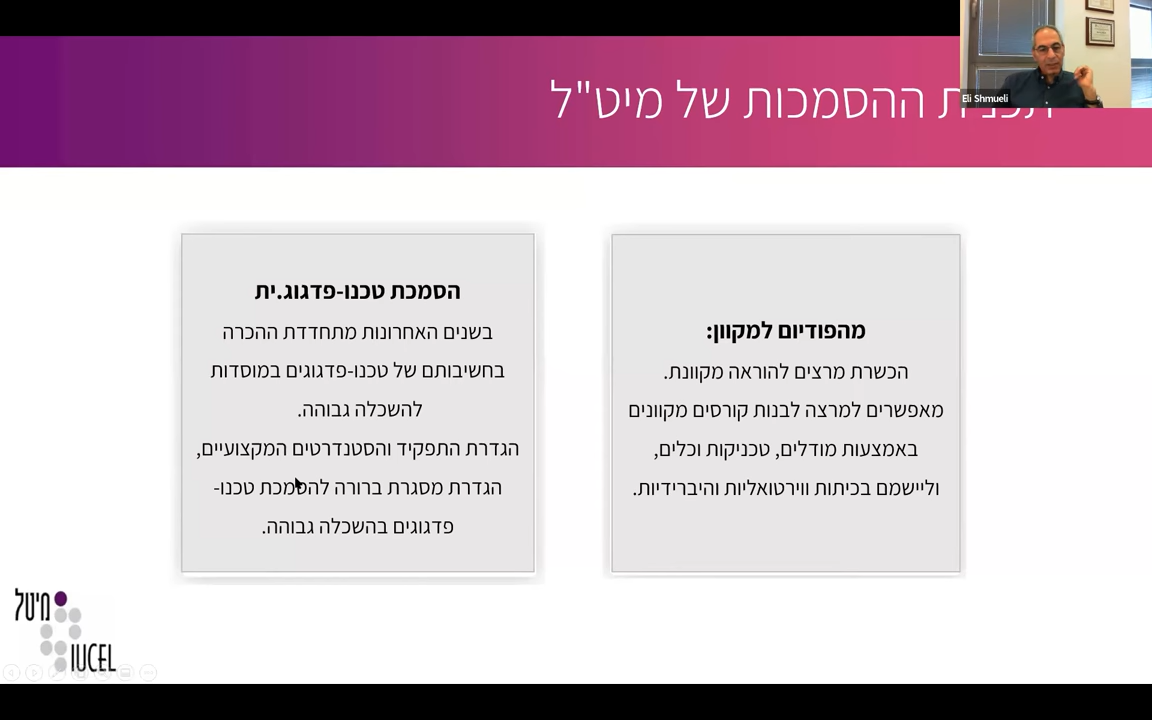 תכנית ההסמכות של מיט"ל
Eli Shmueli
מהפודיום למקוון:
הכשרת מרצים להוראה מקוונת.
מאפשרים למרצה לבנות קורסים מקוונים
באמצעות מודלים, טכניקות וכלים,
וליישמם בכיתות ווירטואליות והיברידיות.
הסמכת טכנו-פדגוג.ית
בשנים האחרונות מתחדדת ההכרה
בחשיבותם של טכנו-פדגוגים במוסדות
להשכלה גבוהה.
הגדרת התפקיד והסטנדרטים המקצועיים,
הגדרת מסגרת ברורה להסמכת טכנו-
פדגוגים בהשכלה גבוהה.
מיטל
IUCEL